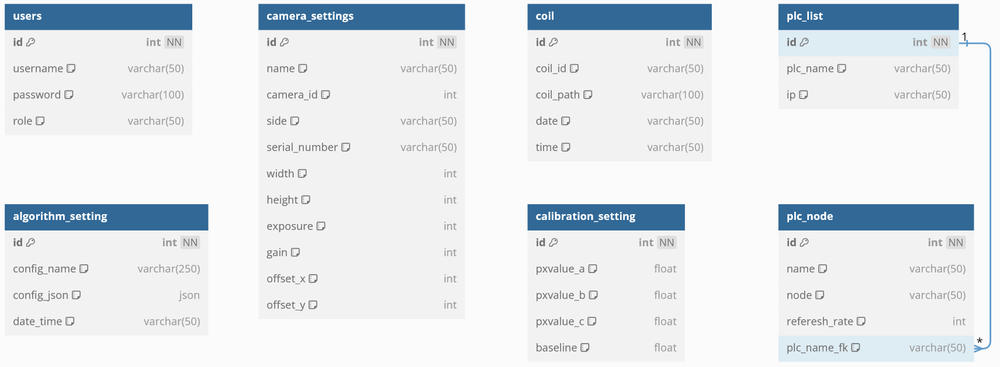 users
id int NN
username varchar(50)
password varchar(100)
role varchar(50)
camera_settings
id int NN
name varchar(50)
camera_id int
side varchar(50)
serial_number varchar(50)
width int
height int
exposure int
gain int
offset_x int
offset_y int
coil
id int NN
coil_id varchar(50)
coil_path varchar(100)
date varchar(50)
time varchar(50)
plc_list
id int NN 1
plc_name varchar(50)
ip varchar(50)
algorithm_setting
id int NN
config_name varchar(250)
config_json json
date_time varchar(50)
calibration_setting
id int NN
pxvalue_a float
pxvalue_b float
pxvalue_c float
baseline float
plc_node
id int NN
name varchar(50)
node varchar(50)
referesh_rate int
plc_name_fk varchar(50) *